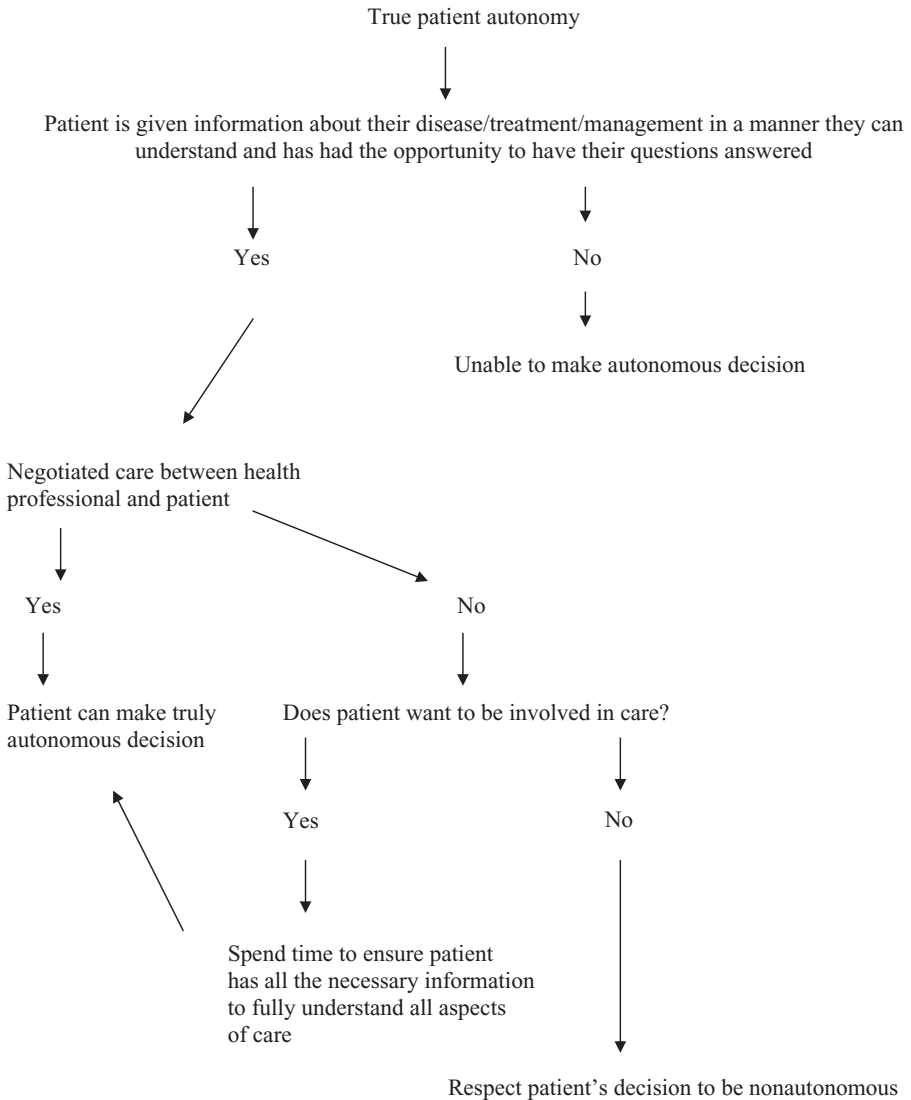 True patient autonomy
Patient is given information about their disease/treatment/management in a manner they can
understand and has had the opportunity to have their questions answered
Yes
No
Unable to make autonomous decision
Negotiated care between health
professional and patient
Yes
No
Patient can make truly
autonomous decision
Does patient want to be involved in care?
Yes
No
Spend time to ensure patient
has all the necessary information
to fully understand all aspects
of care
Respect patient’s decision to be nonautonomous